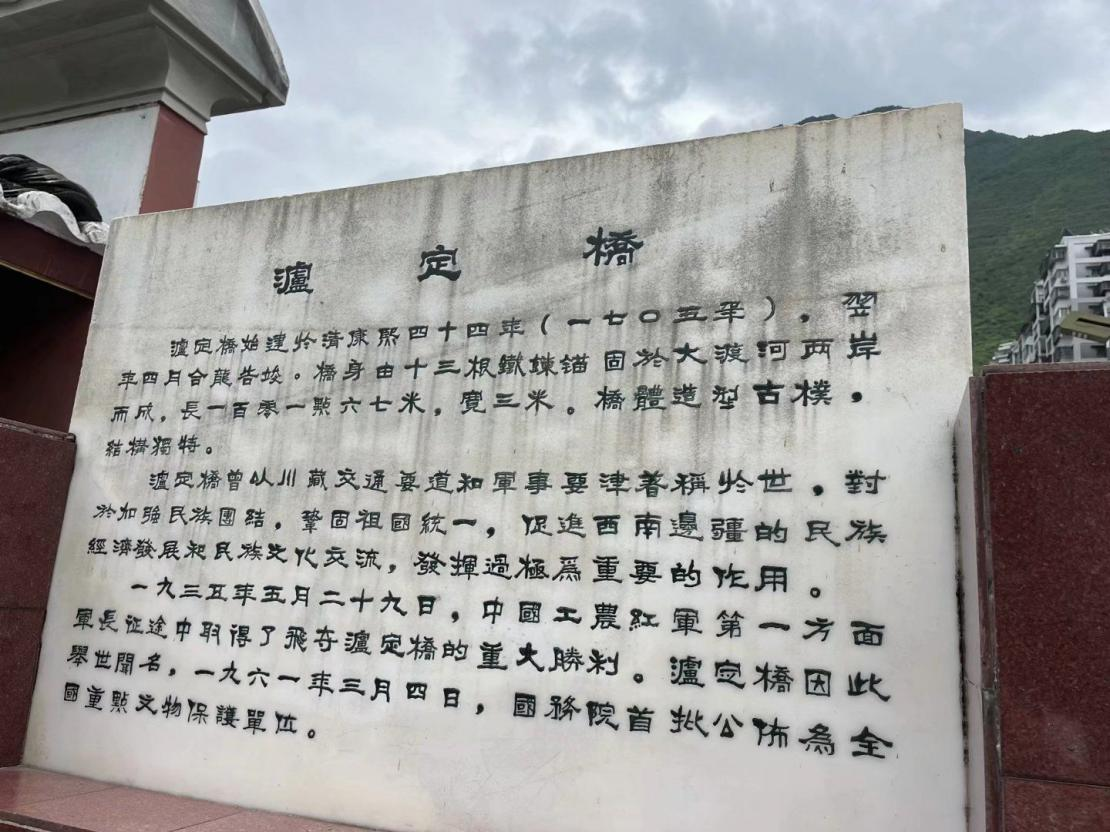 瀘定橋
瀘定橋始建於清康熙四十四年（一七〇五年），翌
年四月合龍告竣。橋身由十三根鐵鍊錨固於大渡河两岸
而成，長一百零一點六七米，寬三米。橋體造型古樸，
結構獨特。
瀘定橋曾以川藏交通要道和軍事要津著稱於世，對
於加強民族團結，鞏固祖國統一，促進西南邊疆的民族
經濟發展和民族文化交流，發揮過極為重要的作用。
一九三五年五月二十九日，中國工農紅軍第一方面
軍長征途中取得了飛夺瀘定橋的重大勝利。瀘定橋因此
舉世聞名，一九六一年三月四日，國務院首批公佈為全
國重點文物保護單位。